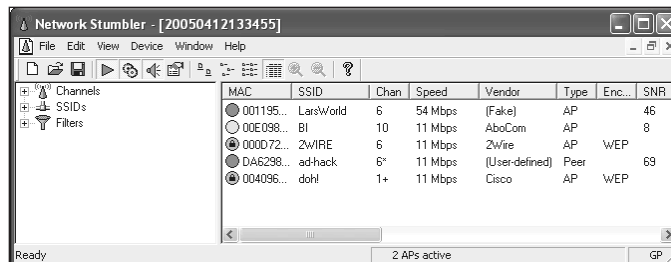 Network Stumbler - [20050412133455]
File Edit View Device Window Help
Channels
SSIDs
Filters
MAC SSID Chan Speed Vendor Type Enc... SNR
001195... LarsWorld 6 54 Mbps (Fake) AP 46
00E098... BI 10 11 Mbps AboCom AP 8
000D72... 2WIRE 6 11 Mbps 2Wire AP WEP
DA6298... ad-hack 6* 11 Mbps (User-defined) Peer 69
004096... doh! 1+ 11 Mbps Cisco AP WEP
Ready 2 APs active GP